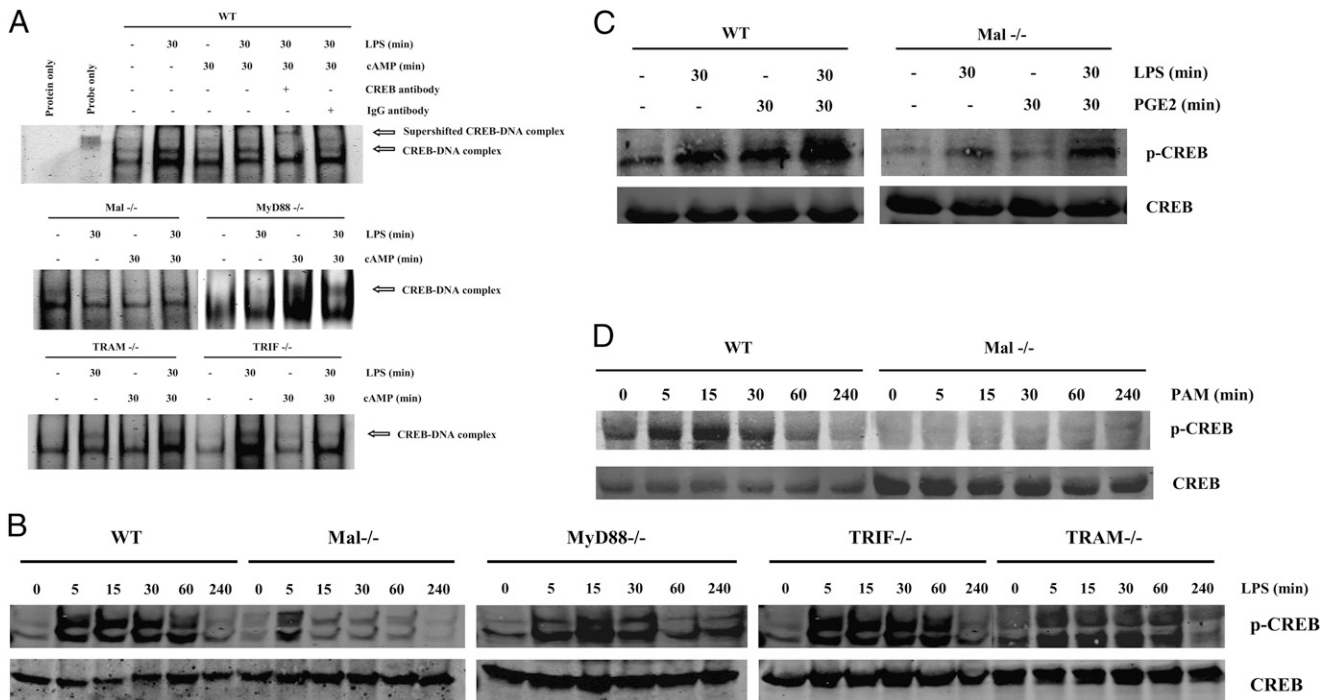 A
WT
- 30 - 30 30 30 LPS (min)
- - 30 30 30 30 cAMP (min)
Protein only
Probe only
- - - - + - CREB antibody
- - - - - + IgG antibody
Supershifted CREB-DNA complex
CREB-DNA complex
Mal -/- MyD88 -/-
- 30 - 30 - 30 - 30 LPS (min)
- - 30 30 - - 30 30 cAMP (min)
CREB-DNA complex
TRAM -/- TRIF -/-
- 30 - 30 - 30 - 30 LPS (min)
- - 30 30 - - 30 30 cAMP (min)
CREB-DNA complex
C
WT Mal -/-
- 30 - 30 - 30 - 30 LPS (min)
- - 30 30 - - 30 30 PGE2 (min)
p-CREB
CREB
D
WT Mal -/-
0 5 15 30 60 240 0 5 15 30 60 240 PAM (min)
p-CREB
CREB
B
WT Mal-/- MyD88-/- TRIF-/- TRAM-/-
0 5 15 30 60 240 0 5 15 30 60 240 0 5 15 30 60 240 0 5 15 30 60 240 0 5 15 30 60 240 LPS (min)
p-CREB
CREB